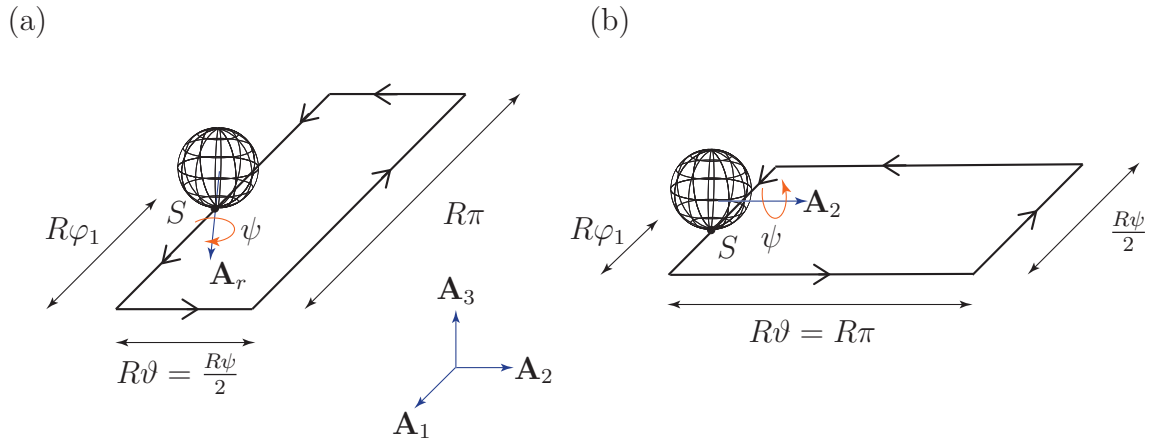 (a)
(b)
S
ψ
Rφ₁
A_r
Rπ
Rϑ = Rψ/2
A₃
A₂
A₁
A₂
S
ψ
Rφ₁
Rψ/2
Rϑ = Rπ